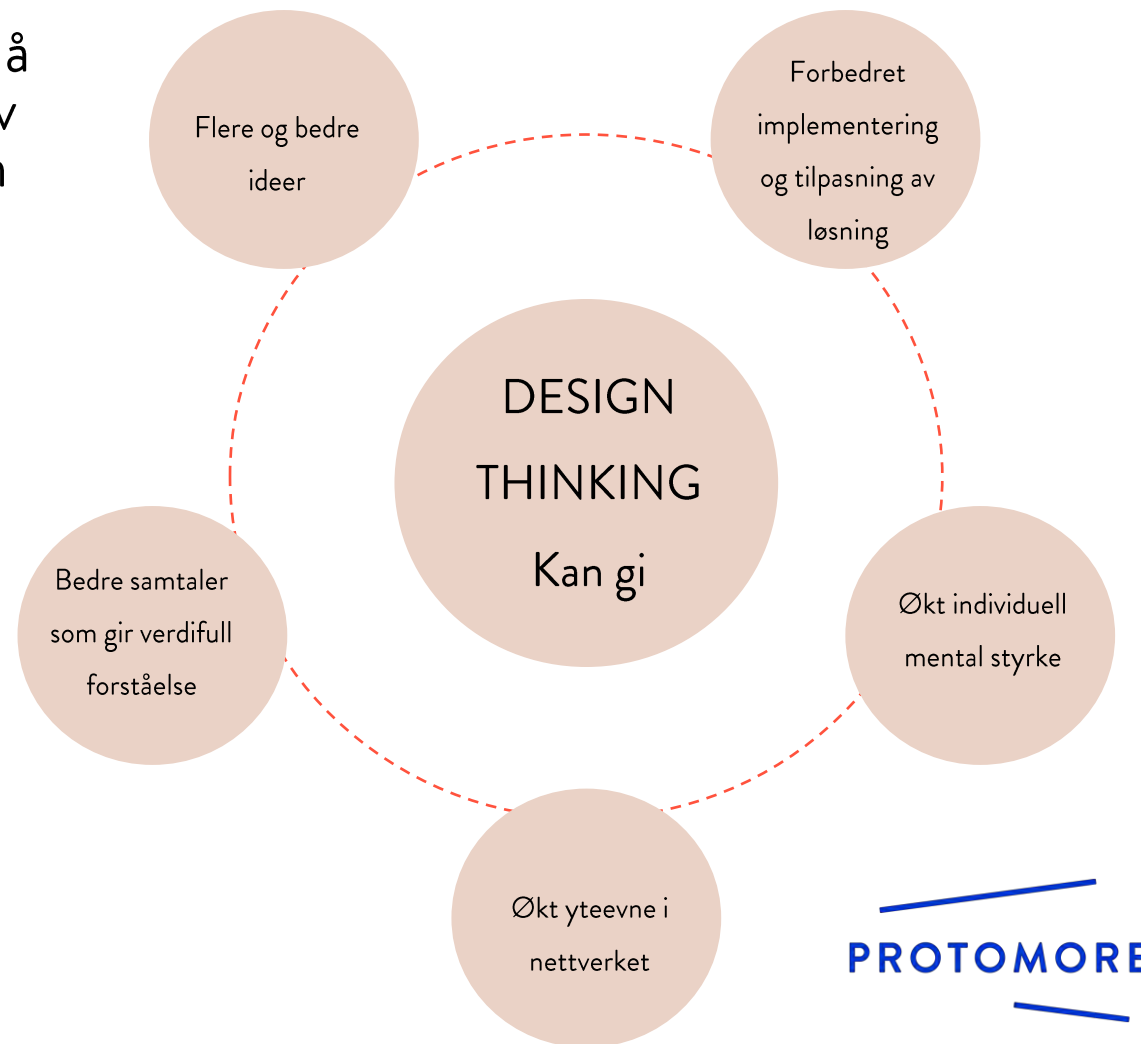 å
Flere og bedre
ideer
Forbedret
implementering
og tilpasning av
løsning
DESIGN
THINKING
Kan gi
Bedre samtaler
som gir verdifull
forståelse
Økt individuell
mental styrke
Økt yteevne i
nettverket
PROTOMORE